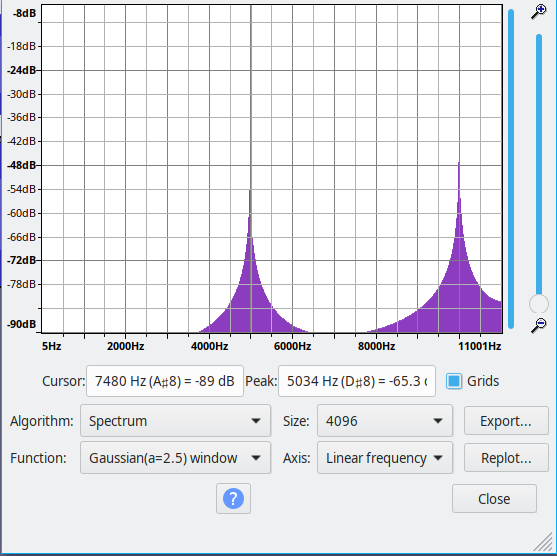 -8dB
-18dB
-24dB
-30dB
-36dB
-42dB
-48dB
-54dB
-60dB
-66dB
-72dB
-78dB
-90dB
5Hz 2000Hz 4000Hz 6000Hz 8000Hz 11001Hz
Cursor: 7480 Hz (A♯8) = -89 dB Peak: 5034 Hz (D♯8) = -65.3 Grids
Algorithm: Spectrum Size: 4096 Export...
Function: Gaussian(a=2.5) window Axis: Linear frequency Replot...
? Close